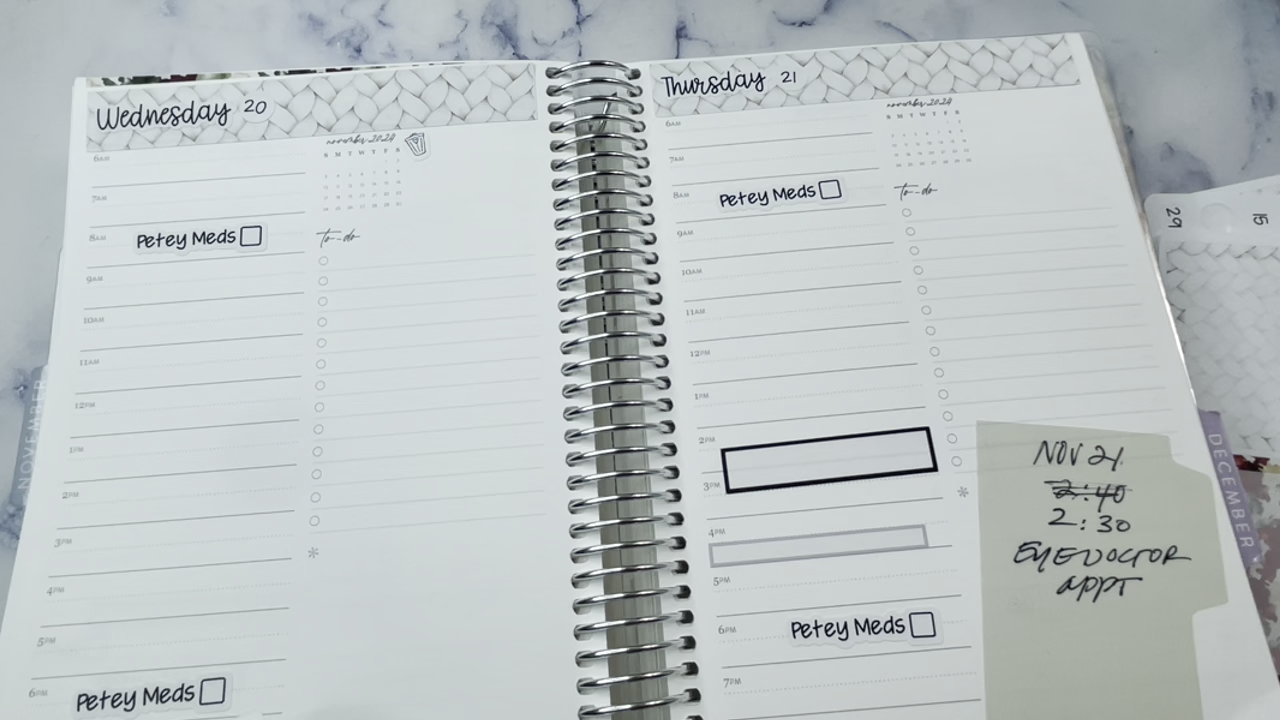 Wednesday 20
november 2024
S M T W T F S
6AM
7AM
8AM Petey Meds
to-do
9AM
10AM
11AM
12PM
1PM
2PM
3PM
4PM
5PM
6PM Petey Meds
NOVEMBER
Thursday 21
november 2024
S M T W T F S
6AM
7AM
8AM Petey Meds
to-do
9AM
10AM
11AM
12PM
1PM
2PM
3PM
4PM
5PM
6PM Petey Meds
7PM
NOV 21
2:40
2:30
EYE DOCTOR
APPT
DECEMBER
29
15